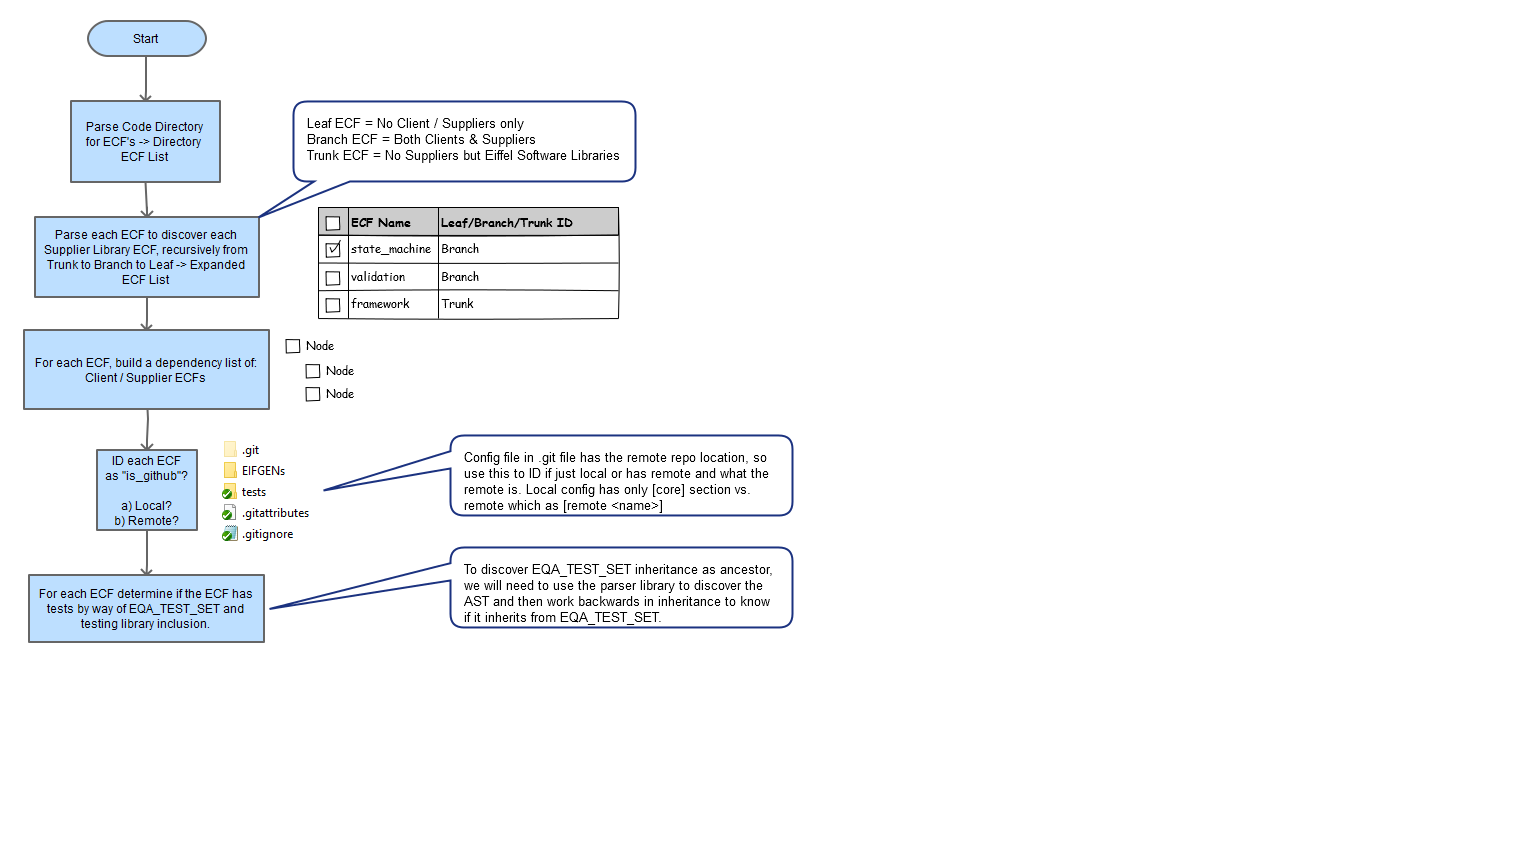 Start
Parse Code Directory
for ECF's -> Directory
ECF List
Leaf ECF = No Client / Suppliers only
Branch ECF = Both Clients & Suppliers
Trunk ECF = No Suppliers but Eiffel Software Libraries
Parse each ECF to discover each
Supplier Library ECF, recursively from
Trunk to Branch to Leaf -> Expanded
ECF List
ECF Name Leaf/Branch/Trunk ID
state_machine Branch
validation Branch
framework Trunk
For each ECF, build a dependency list of:
Client / Supplier ECFs
Node
Node
Node
ID each ECF
as "is_github"?
a) Local?
b) Remote?
.git
EIFGENs
tests
.gitattributes
.gitignore
Config file in .git file has the remote repo location, so
use this to ID if just local or has remote and what the
remote is. Local config has only [core] section vs.
remote which as [remote <name>]
For each ECF determine if the ECF has
tests by way of EQA_TEST_SET and
testing library inclusion.
To discover EQA_TEST_SET inheritance as ancestor,
we will need to use the parser library to discover the
AST and then work backwards in inheritance to know
if it inherits from EQA_TEST_SET.